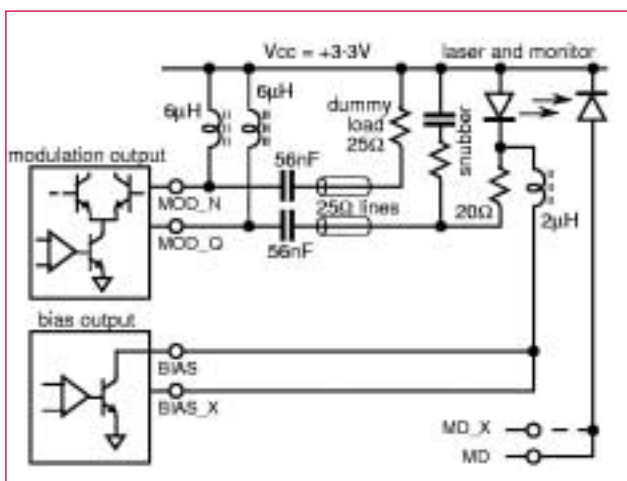 Vcc = +3·3V
laser and monitor
6µH
6µH
dummy
load
25Ω
snubber
56nF
modulation output
MOD_N
25Ω lines
20Ω
2µH
MOD_Q
56nF
bias output
BIAS
BIAS_X
MD_X
MD